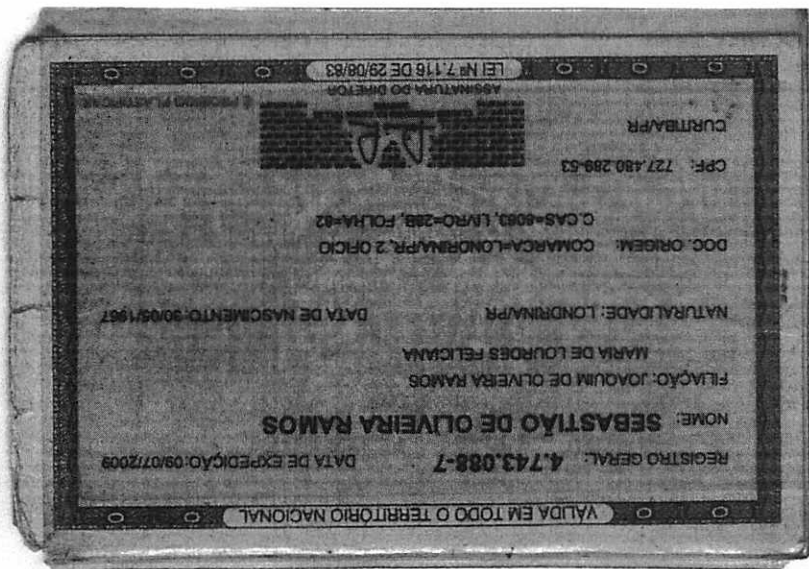 VÁLIDA EM TODO O TERRITÓRIO NACIONAL
REGISTRO GERAL: 4.743.088-7 DATA DE EXPEDIÇÃO: 09/07/2009
NOME: SEBASTIÃO DE OLIVEIRA RAMOS
FILIAÇÃO: JOAQUIM DE OLIVEIRA RAMOS
MARIA DE LOURDES FELICIANA
NATURALIDADE: LONDRINA/PR DATA DE NASCIMENTO: 30/05/1967
DOC. ORIGEM: COMARCA=LONDRINA/PR, 2 OFICIO
C.CAS=6083, LIVRO=28B, FOLHA=82
CPF: 727.480.289-53
CURITIBA/PR
ASSINATURA DO DIRETOR
É PROIBIDO PLASTIFICAR
LEI Nº 7.116 DE 29/08/83